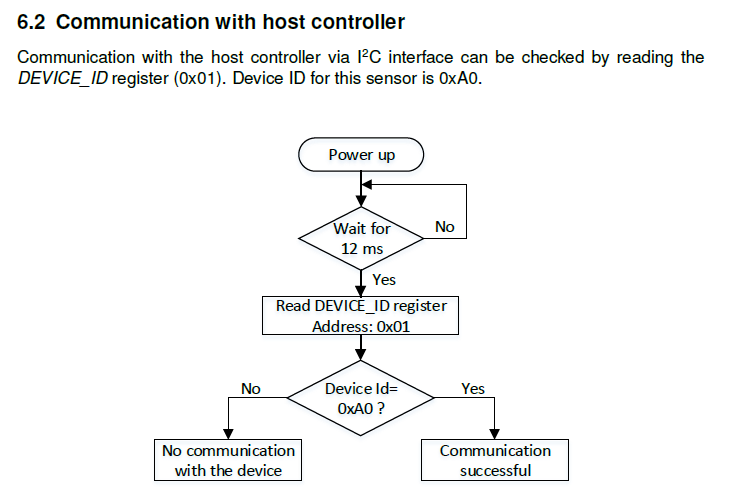 6.2 Communication with host controller
Communication with the host controller via I²C interface can be checked by reading the
DEVICE_ID register (0x01). Device ID for this sensor is 0xA0.
Power up
Wait for
12 ms
No
Yes
Read DEVICE_ID register
Address: 0x01
Device Id=
0xA0 ?
No
Yes
No communication
with the device
Communication
successful